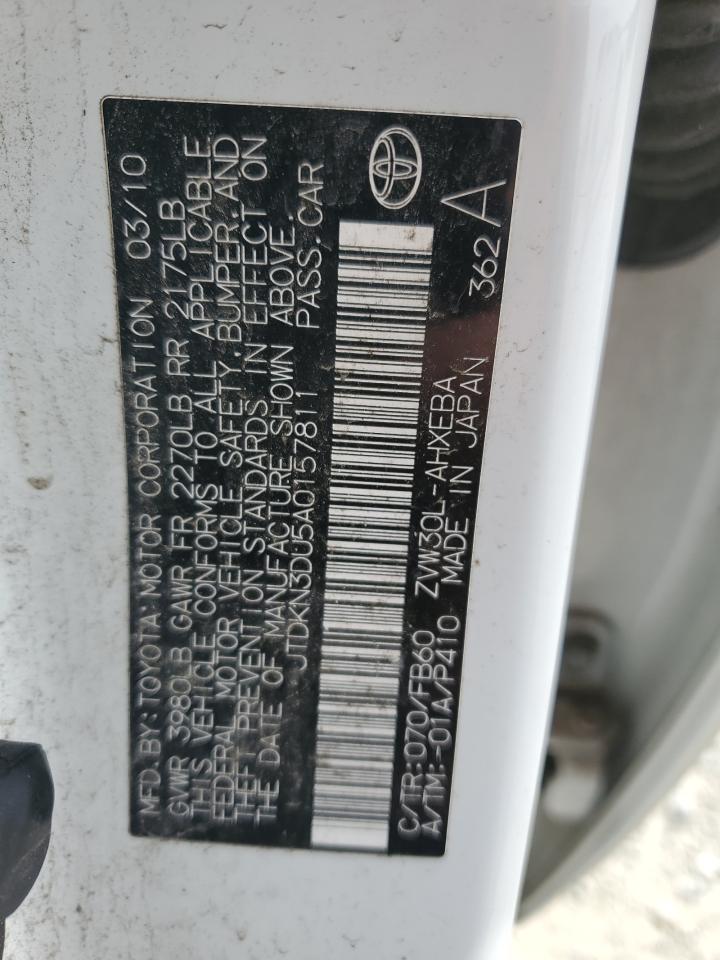 MFD. BY: TOYOTA MOTOR CORPORATION 03/10
GVWR 3980LB GAWR FR 2270LB RR 2175LB
THIS VEHICLE CONFORMS TO ALL APPLICABLE
FEDERAL MOTOR VEHICLE SAFETY, BUMPER, AND
THEFT PREVENTION STANDARDS IN EFFECT ON
THE DATE OF MANUFACTURE SHOWN ABOVE.
JTDKN3DU5A0157811 PASS. CAR
C/TR: 070/FB60 ZVW30L-AHXEBA
A/TM: -01A/P410 MADE IN JAPAN
362 A